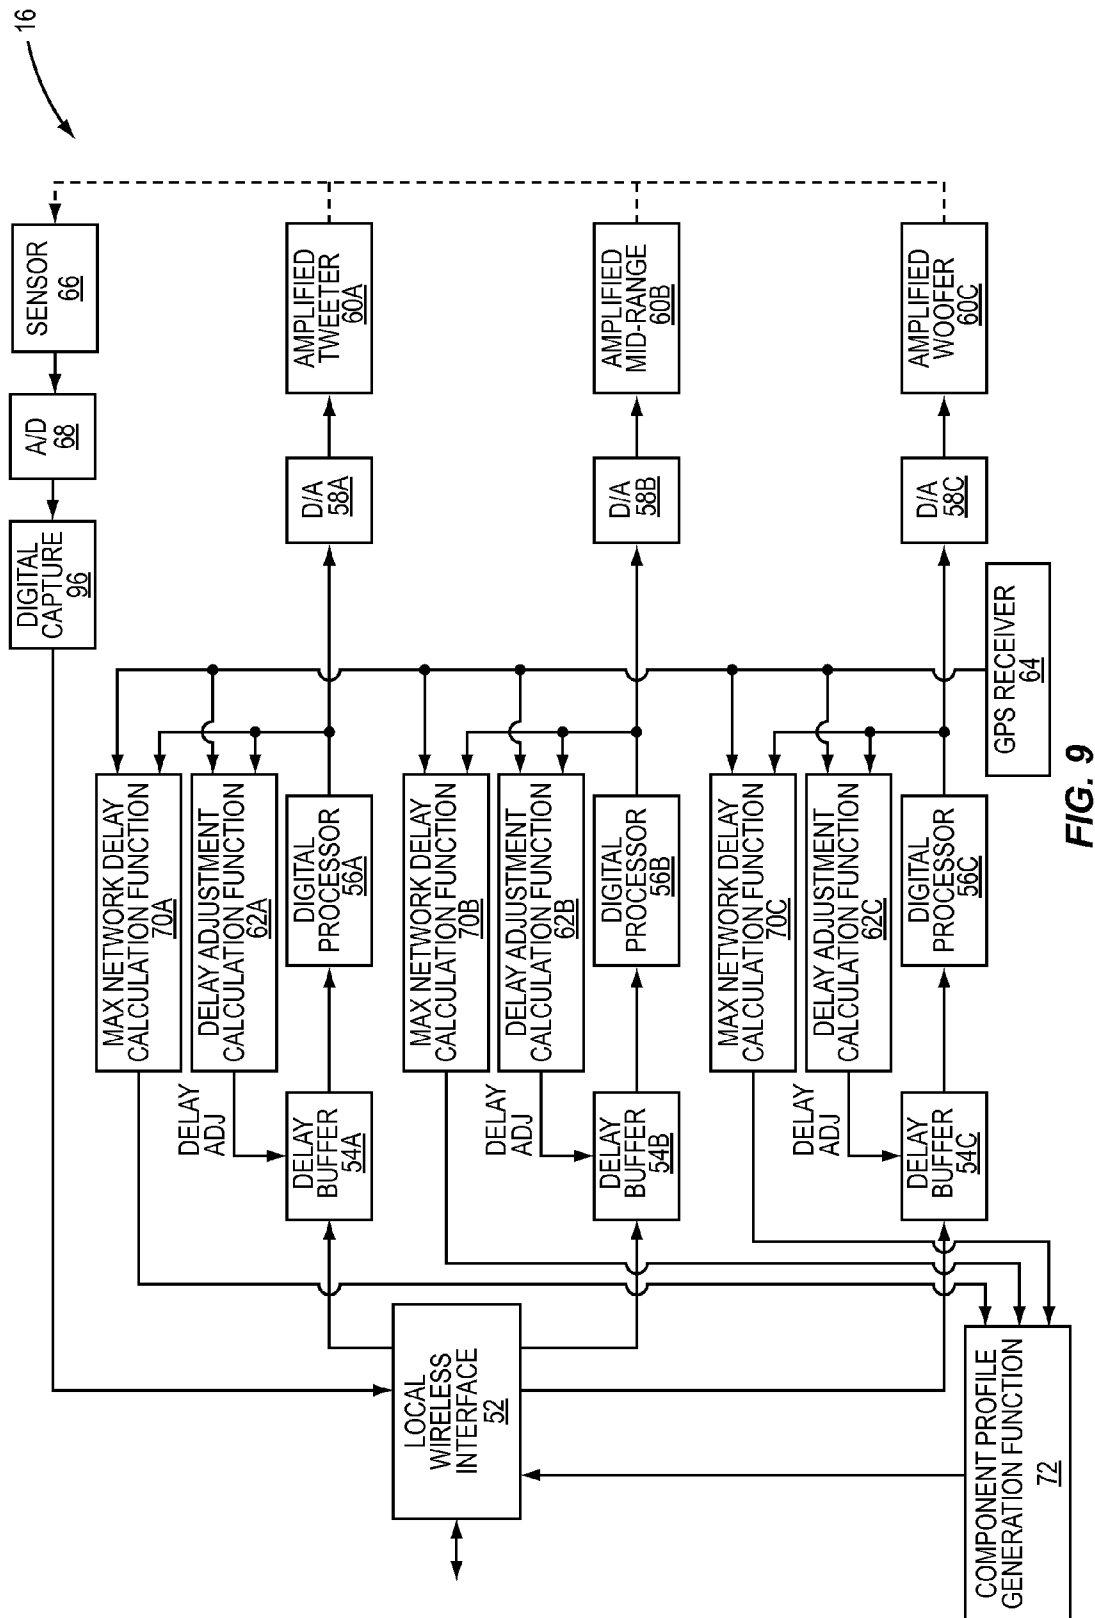 16
SENSOR
66
A/D
68
DIGITAL
CAPTURE
96
MAX NETWORK DELAY
CALCULATION FUNCTION
70A
DELAY ADJUSTMENT
CALCULATION FUNCTION
62A
DELAY
ADJ
DELAY
BUFFER
54A
DIGITAL
PROCESSOR
56A
D/A
58A
AMPLIFIED
TWEETER
60A
LOCAL
WIRELESS
INTERFACE
52
MAX NETWORK DELAY
CALCULATION FUNCTION
70B
DELAY ADJUSTMENT
CALCULATION FUNCTION
62B
DELAY
ADJ
DELAY
BUFFER
54B
DIGITAL
PROCESSOR
56B
D/A
58B
AMPLIFIED
MID-RANGE
60B
MAX NETWORK DELAY
CALCULATION FUNCTION
70C
DELAY ADJUSTMENT
CALCULATION FUNCTION
62C
DELAY
ADJ
DELAY
BUFFER
54C
DIGITAL
PROCESSOR
56C
D/A
58C
AMPLIFIED
WOOFER
60C
COMPONENT PROFILE
GENERATION FUNCTION
72
GPS RECEIVER
64
FIG. 9